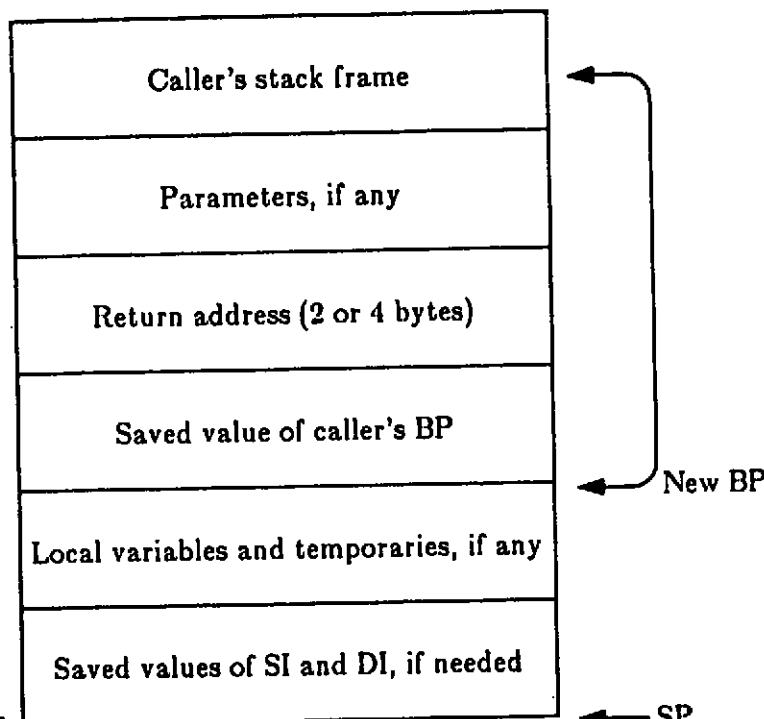 Caller's stack frame
Parameters, if any
Return address (2 or 4 bytes)
Saved value of caller's BP
New BP
Local variables and temporaries, if any
Saved values of SI and DI, if needed
SP